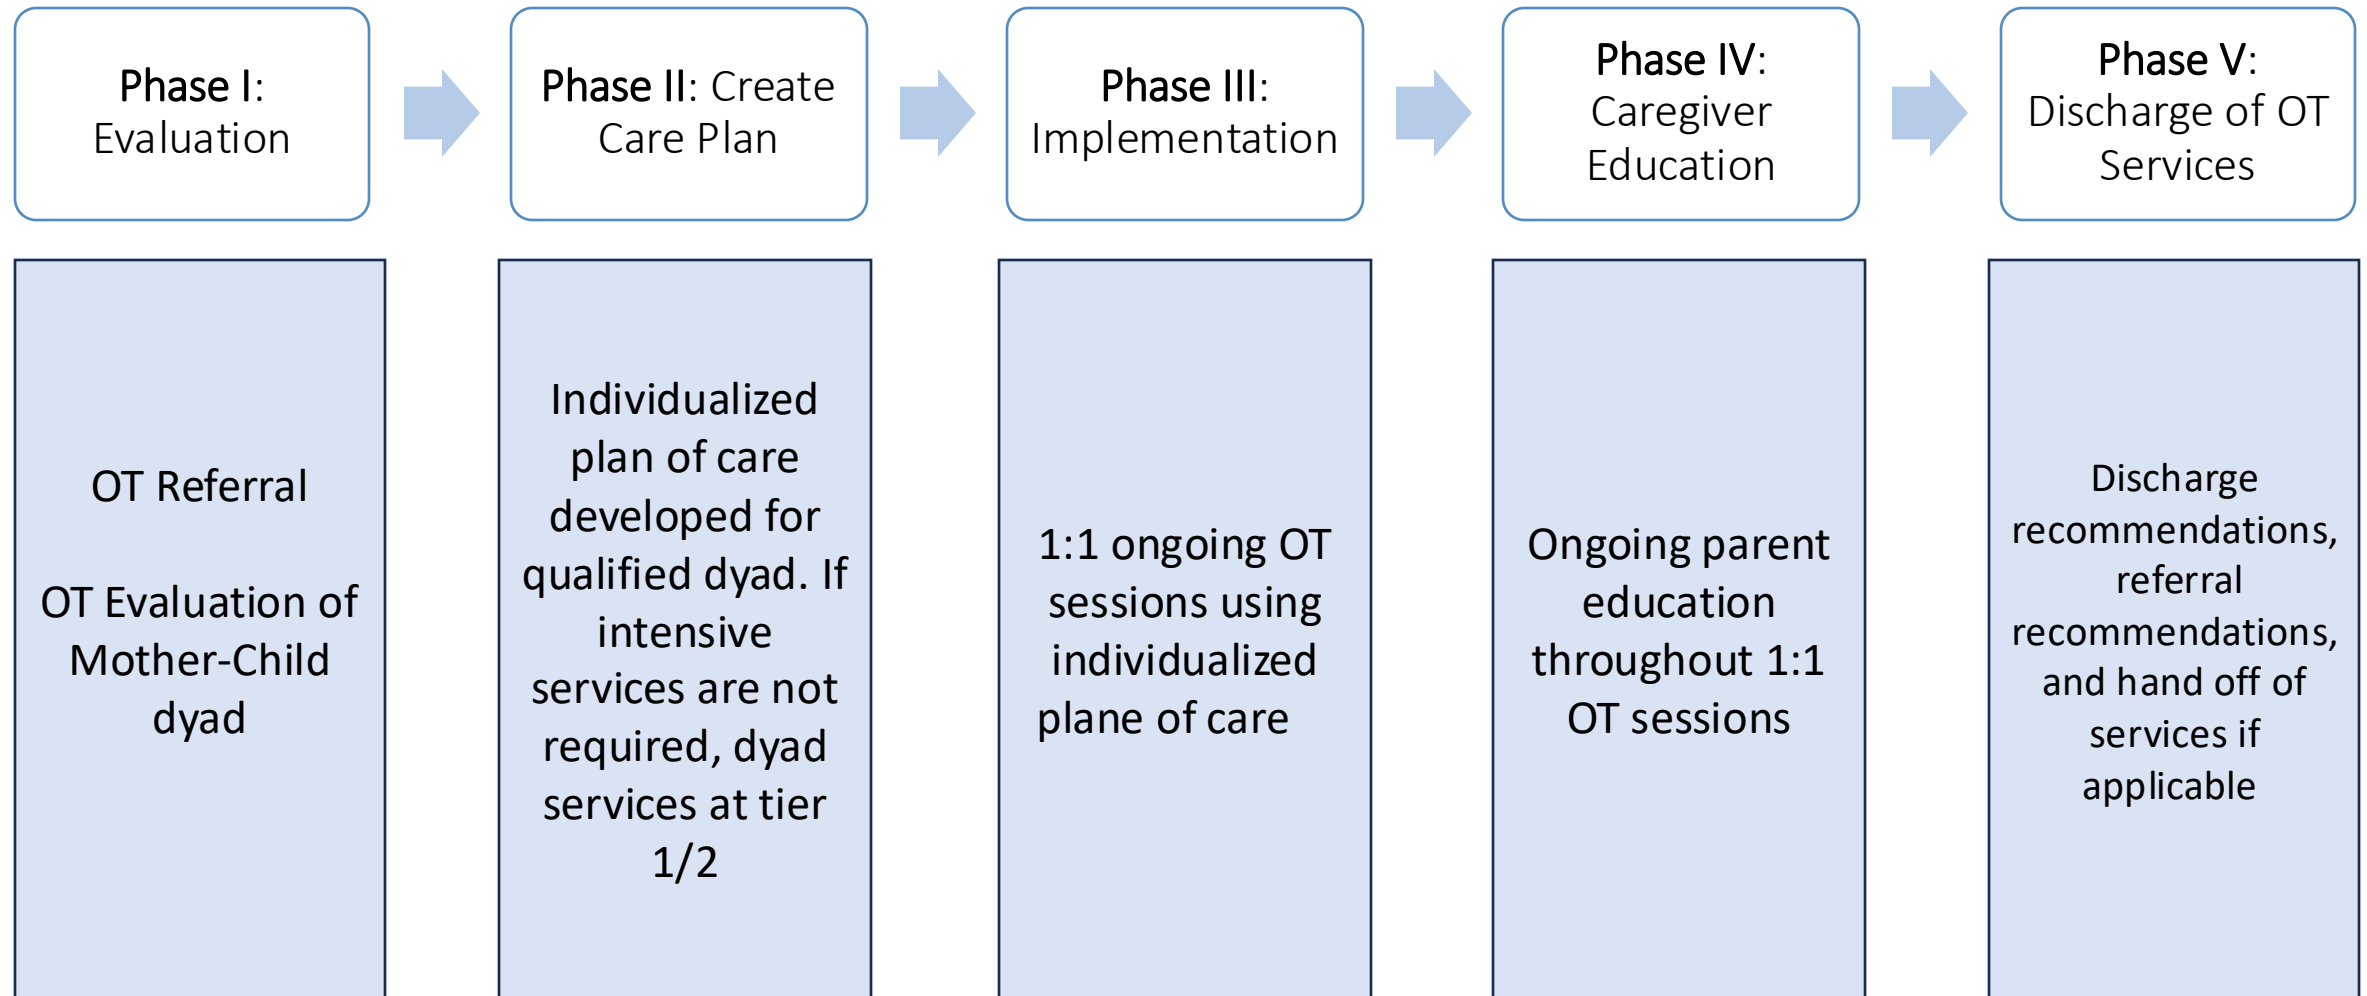 Phase I:
Evaluation
Phase II: Create
Care Plan
Phase III:
Implementation
Phase IV:
Caregiver
Education
Phase V:
Discharge of OT
Services
OT Referral
OT Evaluation of
Mother-Child
dyad
Individualized
plan of care
developed for
qualified dyad. If
intensive
services are not
required, dyad
services at tier
1/2
1:1 ongoing OT
sessions using
individualized
plane of care
Ongoing parent
education
throughout 1:1
OT sessions
Discharge
recommendations,
referral
recommendations,
and hand off of
services if
applicable